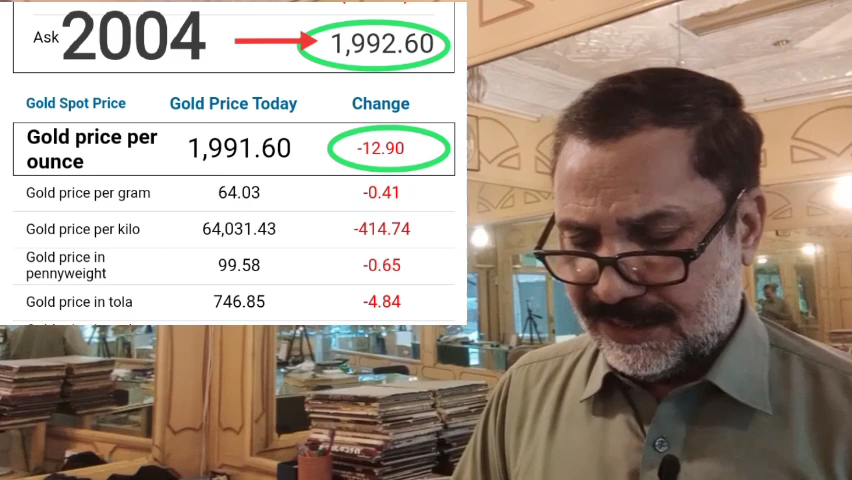 Ask 2004 1,992.60
Gold Spot Price Gold Price Today Change
Gold price per ounce 1,991.60 -12.90
Gold price per gram 64.03 -0.41
Gold price per kilo 64,031.43 -414.74
Gold price in pennyweight 99.58 -0.65
Gold price in tola 746.85 -4.84